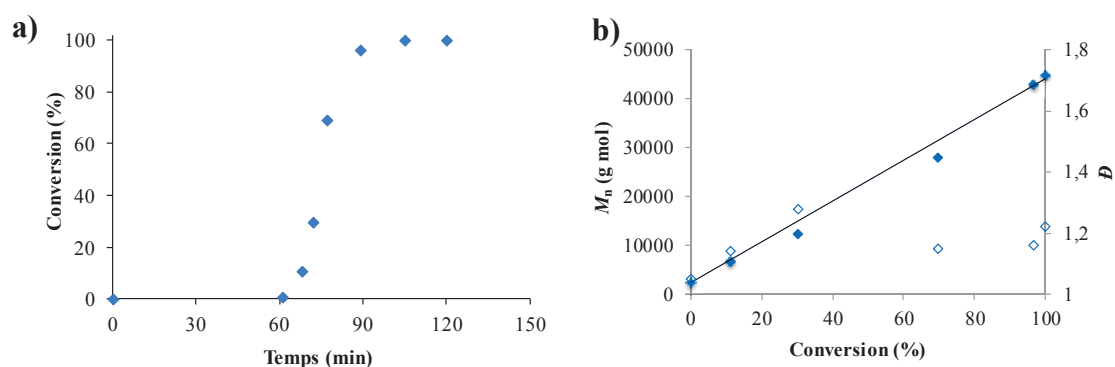 a)
100
80
60
40
20
0
Conversion (%)
0 30 60 90 120 150
Temps (min)
b)
50000
40000
30000
20000
10000
0
Mn (g mol)
1,8
1,6
1,4
1,2
1
Đ
0 20 40 60 80 100
Conversion (%)